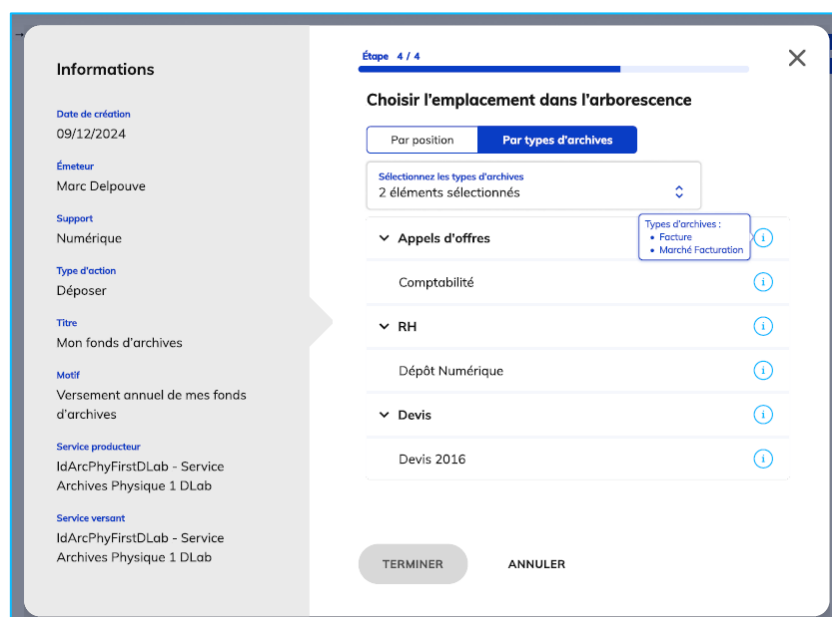 Informations
Date de création
09/12/2024
Émeteur
Marc Delpouve
Support
Numérique
Type d'action
Déposer
Titre
Mon fonds d'archives
Motif
Versement annuel de mes fonds
d'archives
Service producteur
IdArcPhyFirstDLab - Service
Archives Physique 1 DLab
Service versant
IdArcPhyFirstDLab - Service
Archives Physique 1 DLab
Étape 4 / 4
Choisir l'emplacement dans l'arborescence
Par position
Par types d'archives
Sélectionnez les types d'archives
2 éléments sélectionnés
Types d'archives :
• Facture
• Marché Facturation
Appels d'offres
Comptabilité
RH
Dépôt Numérique
Devis
Devis 2016
TERMINER
ANNULER